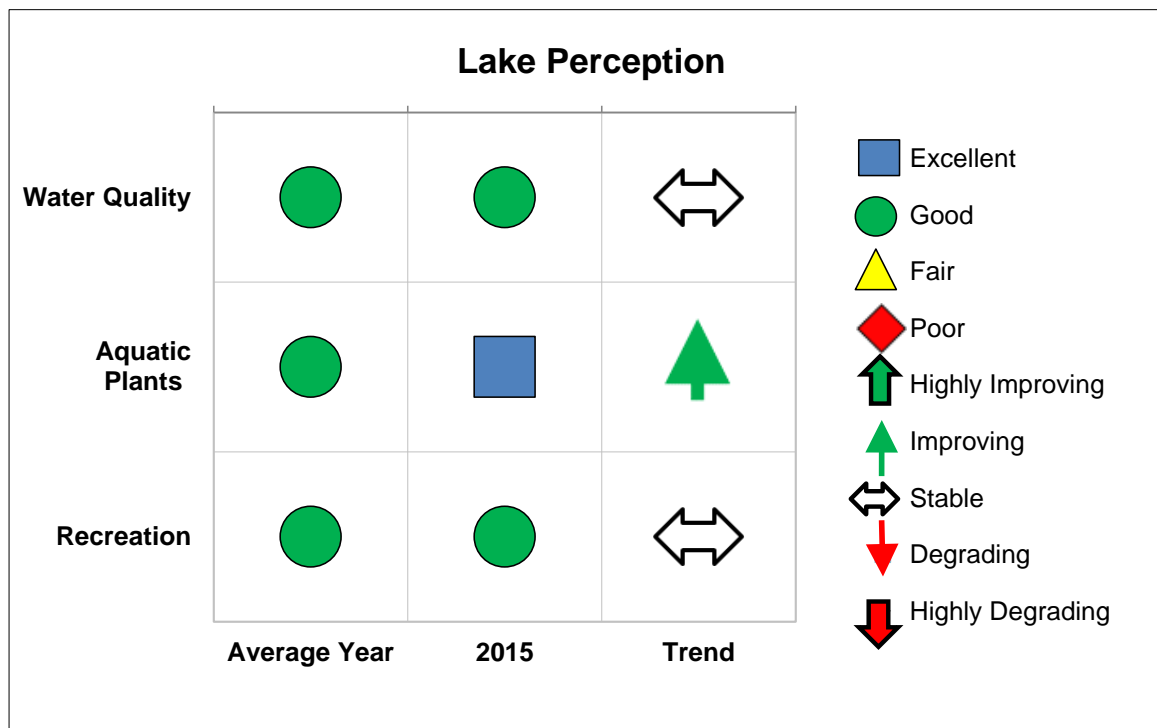 Lake Perception
Water Quality
Aquatic
Plants
Recreation
Average Year
2015
Trend
Excellent
Good
Fair
Poor
Highly Improving
Improving
Stable
Degrading
Highly Degrading